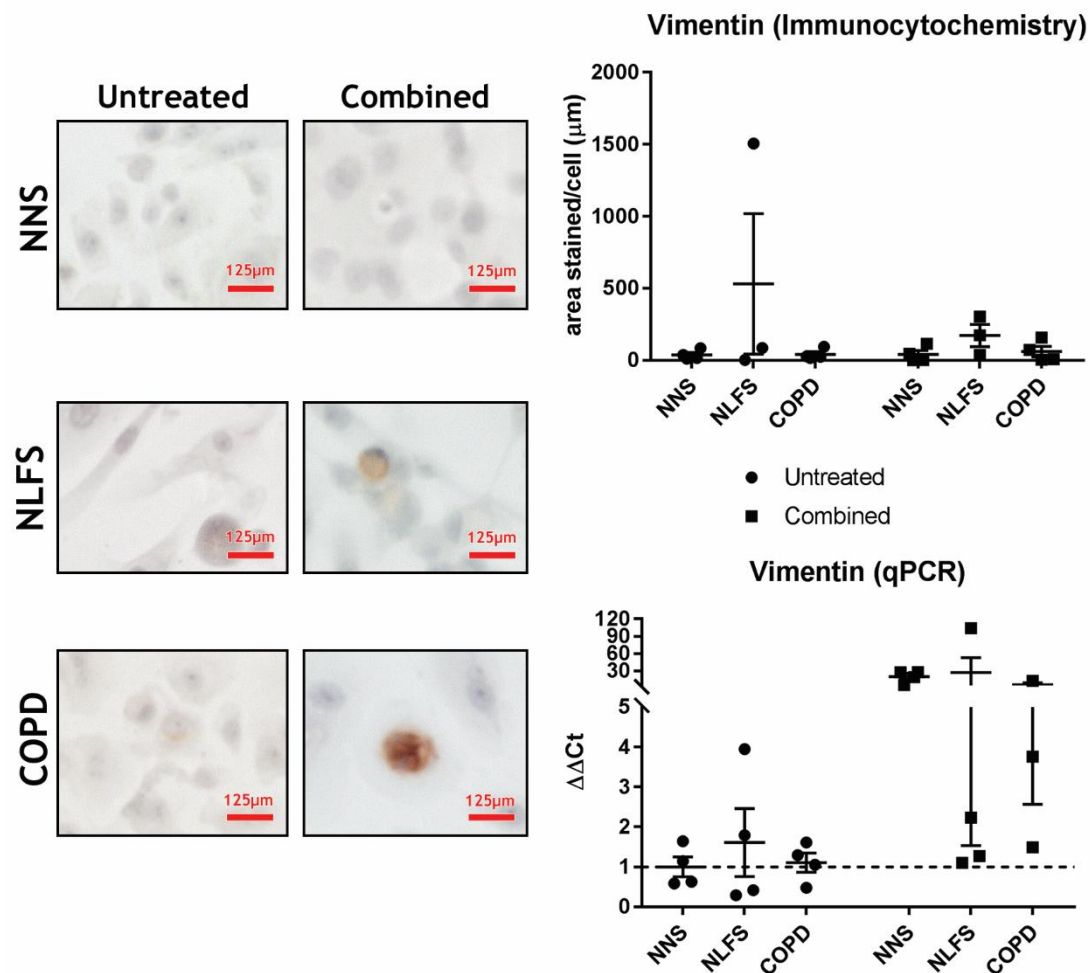 Untreated
Combined
NNS
125µm
125µm
NLFS
125µm
125µm
COPD
125µm
125µm
Vimentin (Immunocytochemistry)
area stained/cell (µm)
2000
1500
1000
500
0
NNS
NLFS
COPD
NNS
NLFS
COPD
Untreated
Combined
Vimentin (qPCR)
ΔΔCt
120
90
60
30
5
4
3
2
1
0
NNS
NLFS
COPD
NNS
NLFS
COPD